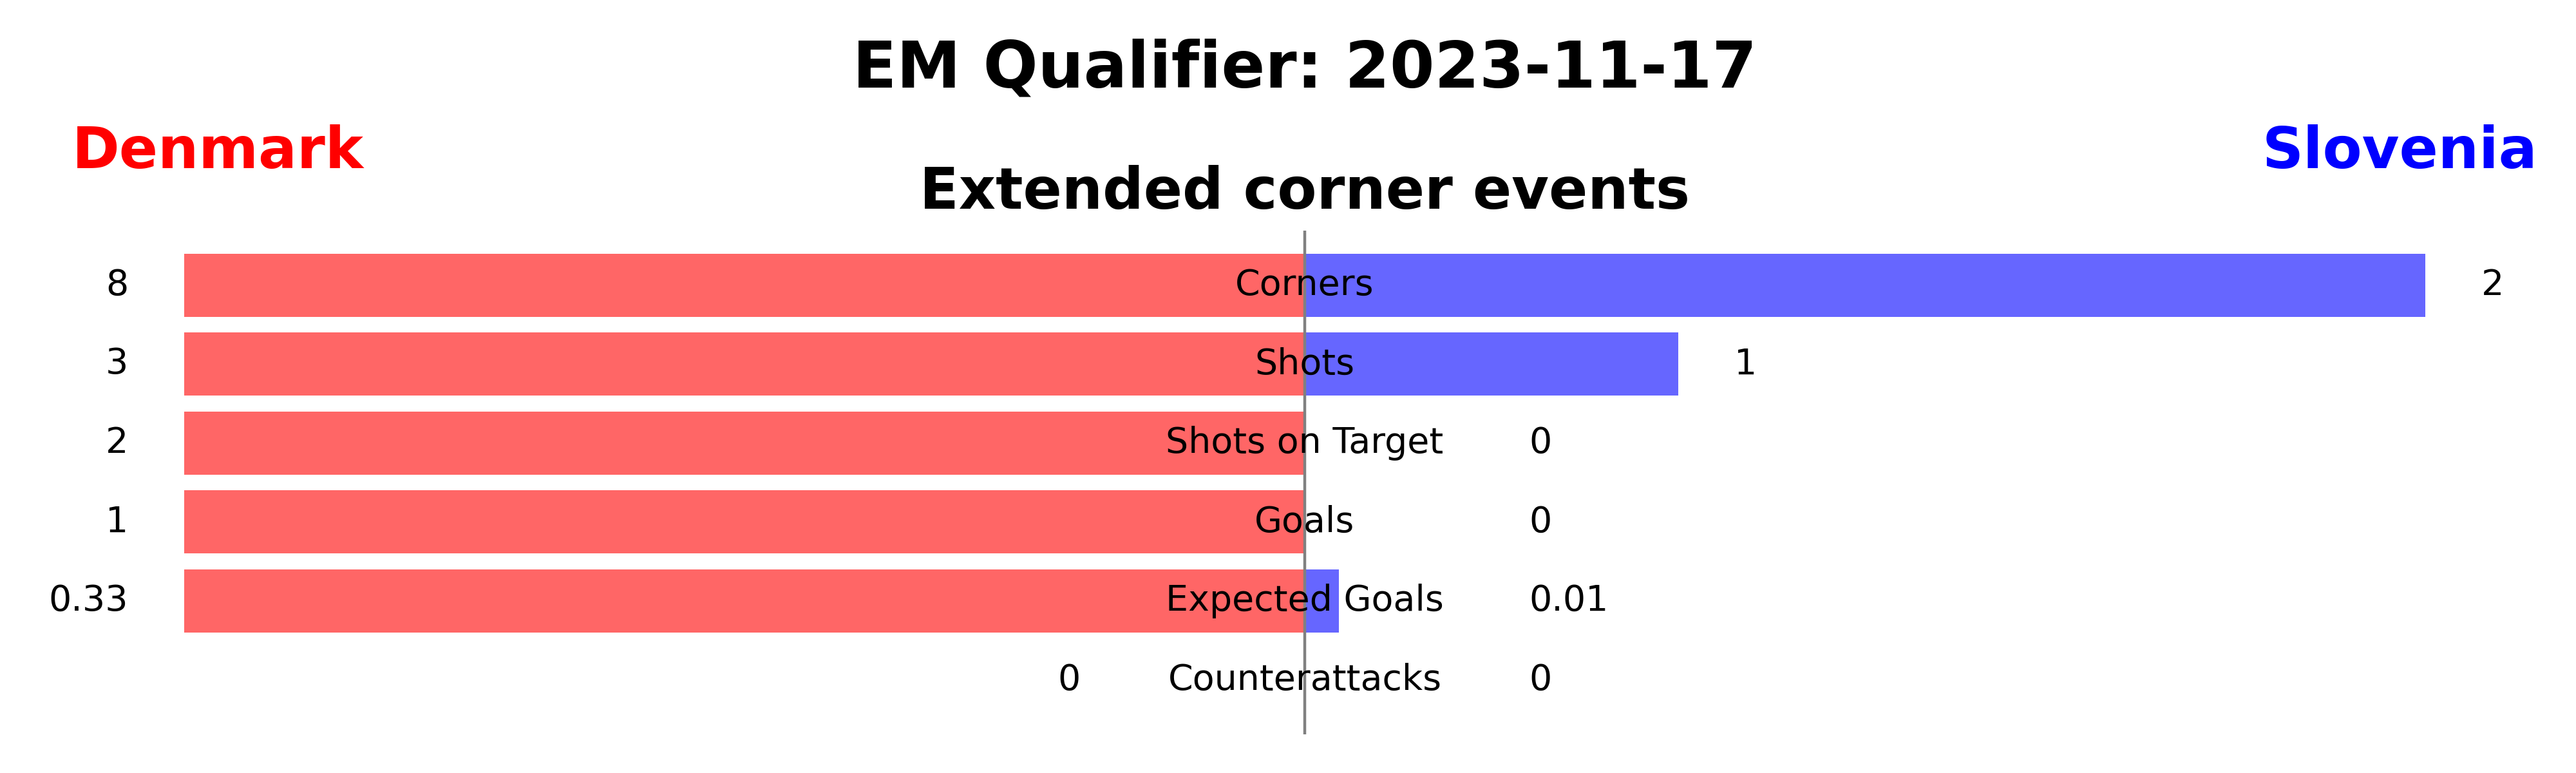 EM Qualifier: 2023-11-17
Denmark
Slovenia
Extended corner events
8 Corners 2
3 Shots 1
2 Shots on Target 0
1 Goals 0
0.33 Expected Goals 0.01
0 Counterattacks 0